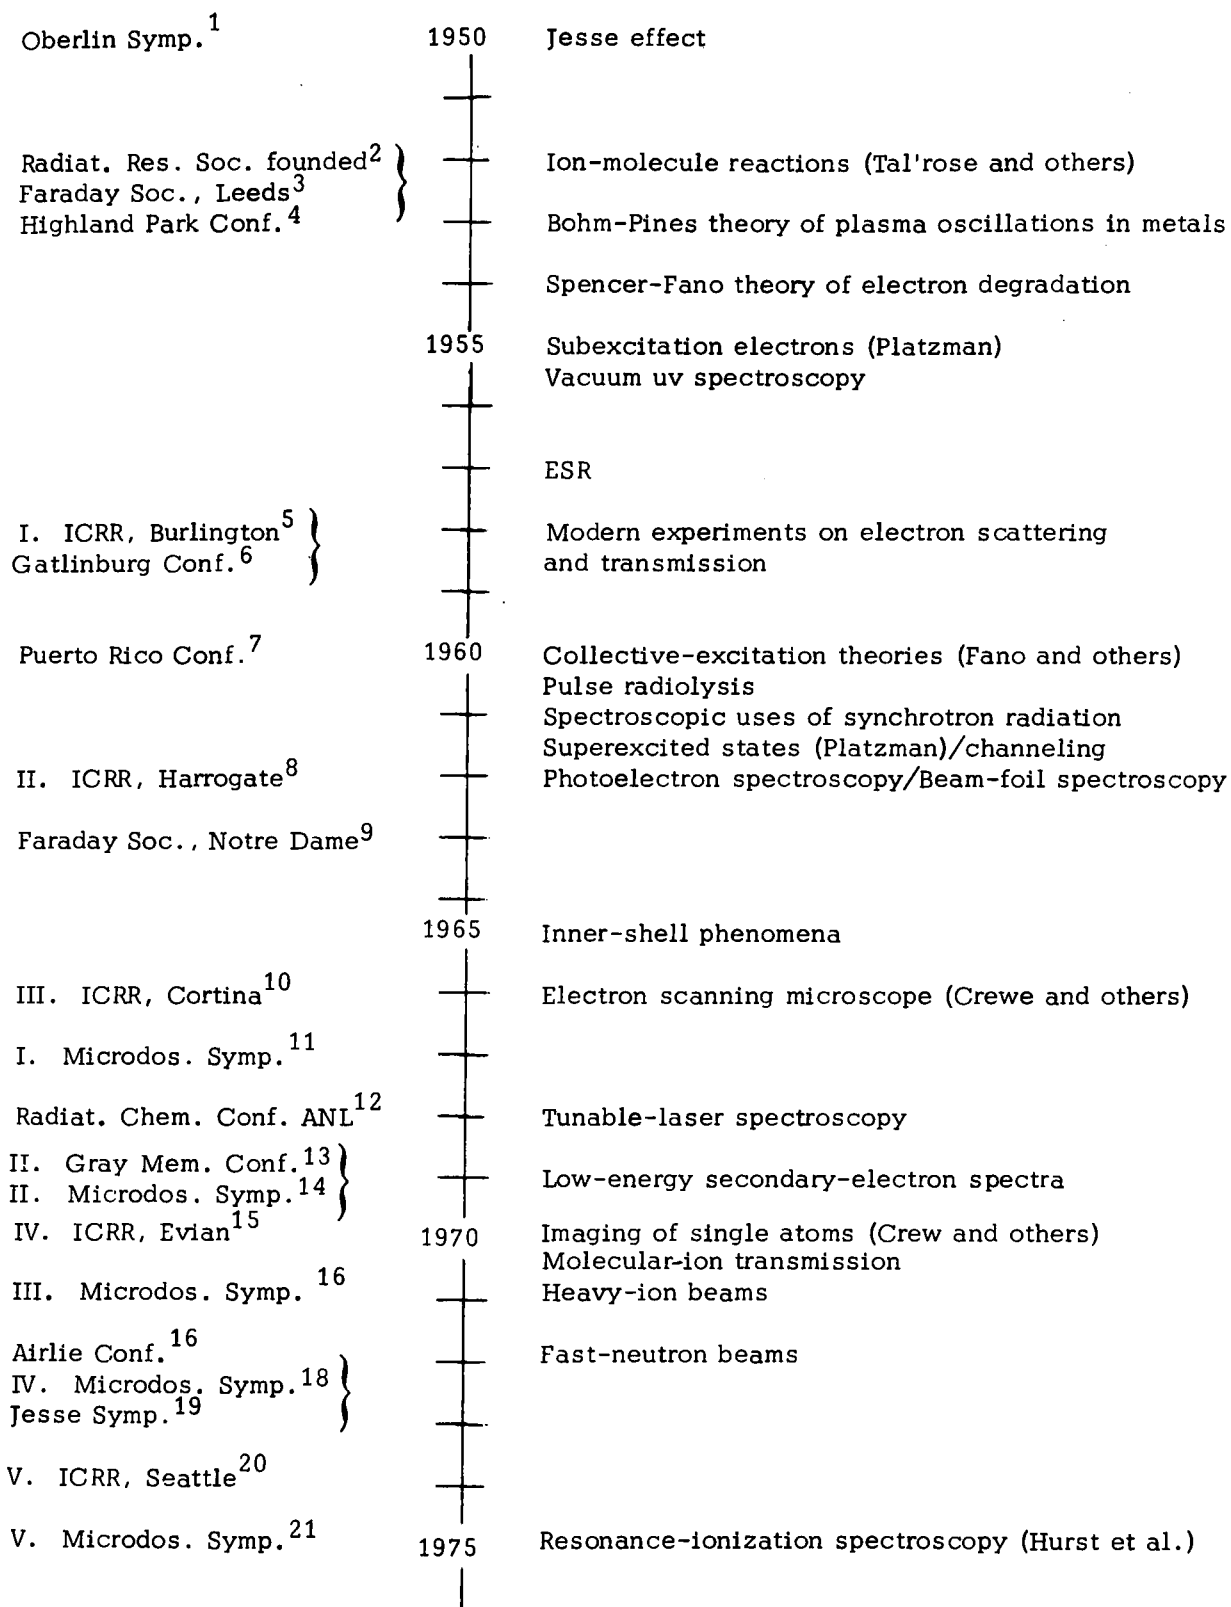 Oberlin Symp.1 1950 Jesse effect
Radiat. Res. Soc. founded2 Ion-molecule reactions (Tal'rose and others)
Faraday Soc., Leeds3
Highland Park Conf.4 Bohm-Pines theory of plasma oscillations in metals
Spencer-Fano theory of electron degradation
1955 Subexcitation electrons (Platzman)
Vacuum uv spectroscopy
ESR
I. ICRR, Burlington5 Modern experiments on electron scattering
Gatlinburg Conf.6 and transmission
Puerto Rico Conf.7 1960 Collective-excitation theories (Fano and others)
Pulse radiolysis
Spectroscopic uses of synchrotron radiation
Superexcited states (Platzman)/channeling
II. ICRR, Harrogate8 Photoelectron spectroscopy/Beam-foil spectroscopy
Faraday Soc., Notre Dame9
1965 Inner-shell phenomena
III. ICRR, Cortina10 Electron scanning microscope (Crewe and others)
I. Microdos. Symp.11
Radiat. Chem. Conf. ANL12 Tunable-laser spectroscopy
II. Gray Mem. Conf.13
II. Microdos. Symp.14 Low-energy secondary-electron spectra
IV. ICRR, Evian15 1970 Imaging of single atoms (Crew and others)
Molecular-ion transmission
III. Microdos. Symp. 16 Heavy-ion beams
Airlie Conf.16 Fast-neutron beams
IV. Microdos. Symp.18
Jesse Symp.19
V. ICRR, Seattle20
V. Microdos. Symp.21 1975 Resonance-ionization spectroscopy (Hurst et al.)